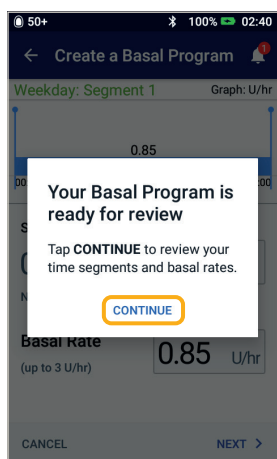 50+ 100% 02:40
Create a Basal Program
Weekday: Segment 1 Graph: U/hr
0.85
00 :00
Your Basal Program is
ready for review
Tap CONTINUE to review your
time segments and basal rates.
CONTINUE
Basal Rate
(up to 3 U/hr)
0.85 U/hr
CANCEL NEXT >